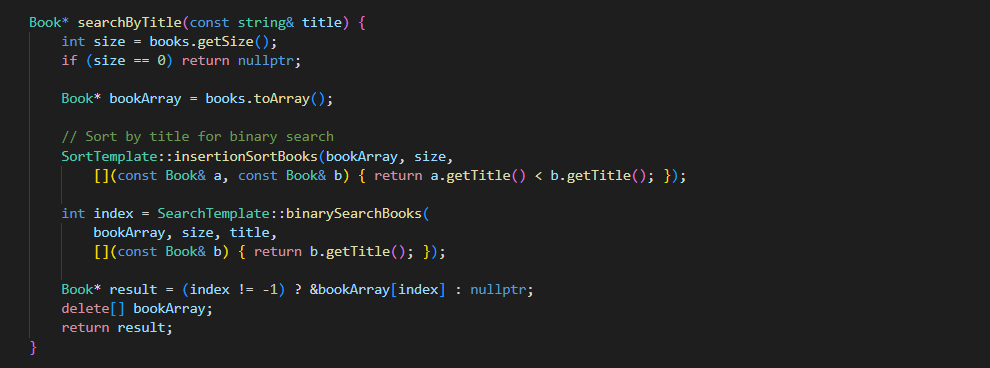 Book* searchByTitle(const string& title) {
    int size = books.getSize();
    if (size == 0) return nullptr;

    Book* bookArray = books.toArray();

    // Sort by title for binary search
    SortTemplate::insertionSortBooks(bookArray, size,
        [](const Book& a, const Book& b) { return a.getTitle() < b.getTitle(); });

    int index = SearchTemplate::binarySearchBooks(
        bookArray, size, title,
        [](const Book& b) { return b.getTitle(); });

    Book* result = (index != -1) ? &bookArray[index] : nullptr;
    delete[] bookArray;
    return result;
}